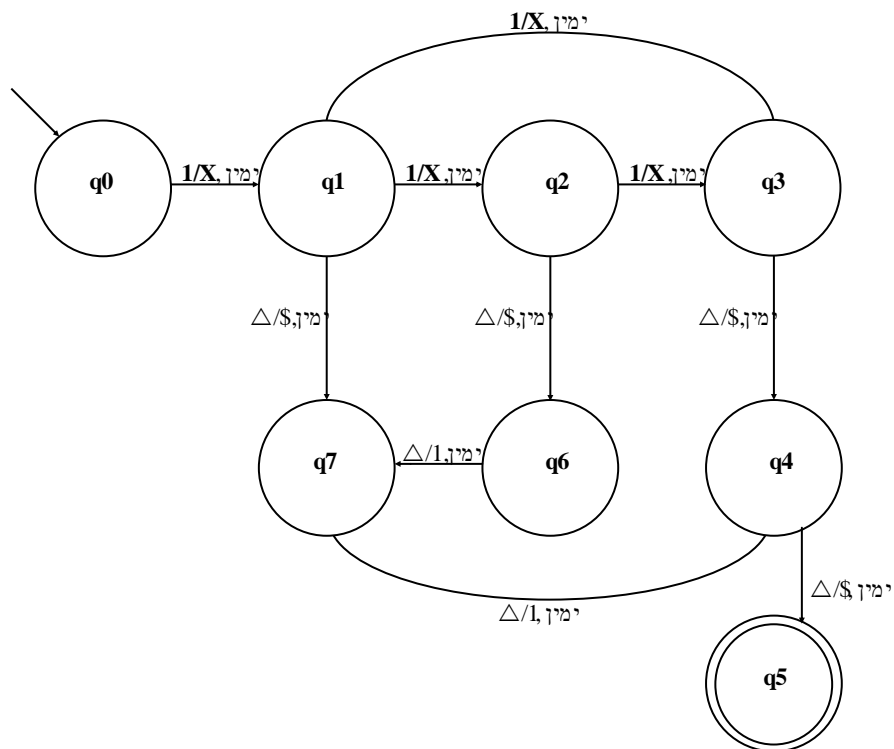 1/X, ימין
q0
1/X, ימין
q1
1/X, ימין
q2
1/X, ימין
q3
△/$, ימין
△/$, ימין
△/$, ימין
q7
△/1, ימין
q6
q4
△/1, ימין
△/$, ימין
q5